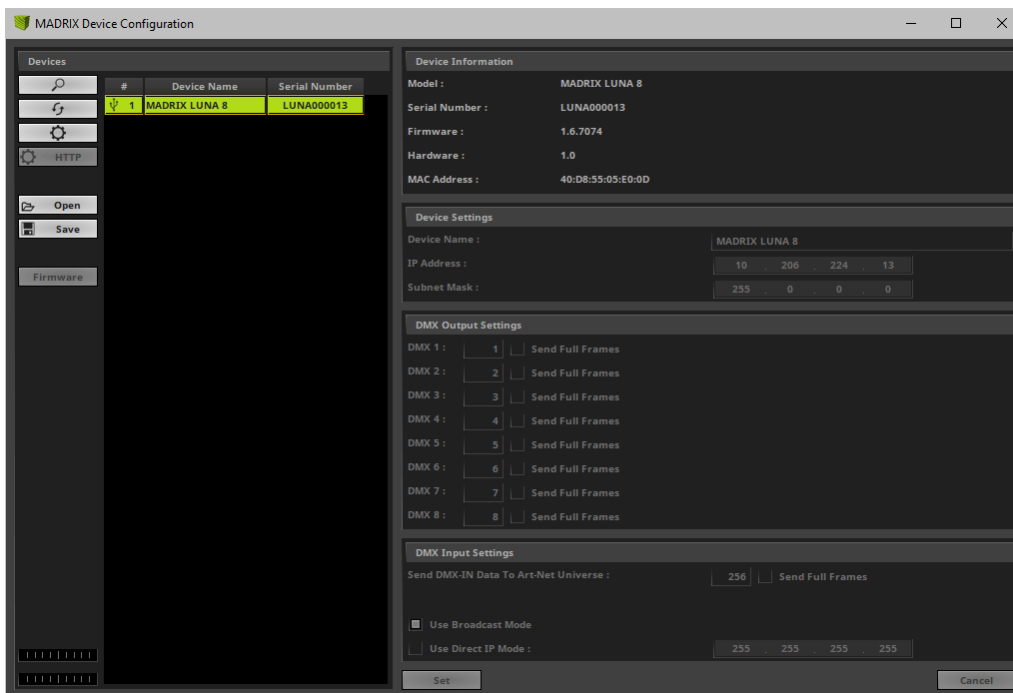 MADRIX Device Configuration
Devices
# Device Name Serial Number
1 MADRIX LUNA 8 LUNA000013
HTTP
Open
Save
Firmware
Device Information
Model : MADRIX LUNA 8
Serial Number : LUNA000013
Firmware : 1.6.7074
Hardware : 1.0
MAC Address : 40:D8:55:05:E0:0D
Device Settings
Device Name : MADRIX LUNA 8
IP Address : 10 . 206 . 224 . 13
Subnet Mask : 255 . 0 . 0 . 0
DMX Output Settings
DMX 1 : 1 Send Full Frames
DMX 2 : 2 Send Full Frames
DMX 3 : 3 Send Full Frames
DMX 4 : 4 Send Full Frames
DMX 5 : 5 Send Full Frames
DMX 6 : 6 Send Full Frames
DMX 7 : 7 Send Full Frames
DMX 8 : 8 Send Full Frames
DMX Input Settings
Send DMX-IN Data To Art-Net Universe : 256 Send Full Frames
Use Broadcast Mode
Use Direct IP Mode : 255 . 255 . 255 . 255
Set Cancel